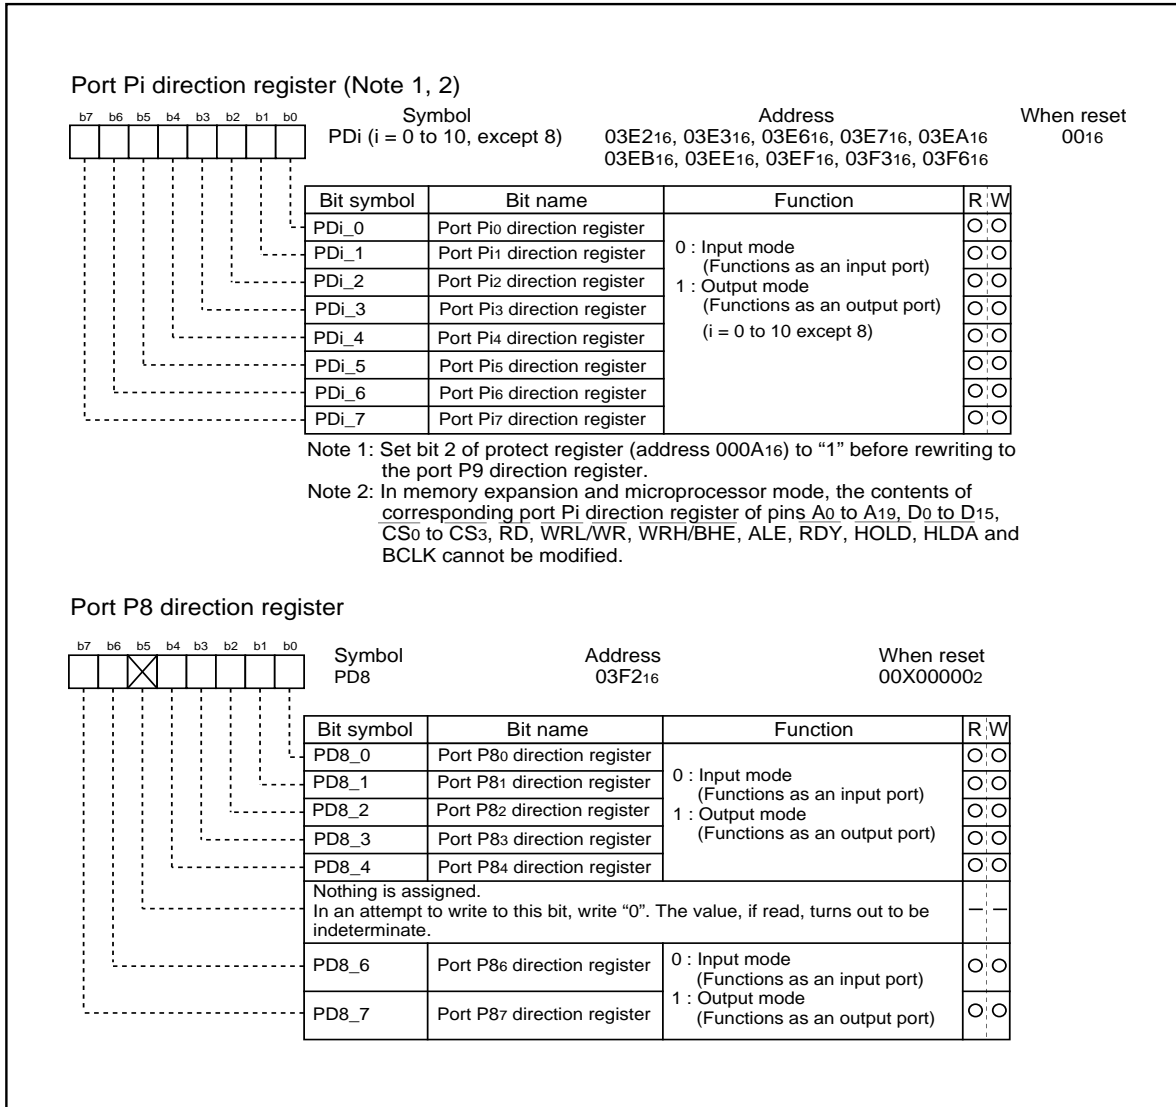 Port Pi direction register (Note 1, 2)
b7 b6 b5 b4 b3 b2 b1 b0
Symbol Address When reset
PDi (i = 0 to 10, except 8) 03E216, 03E316, 03E616, 03E716, 03EA16 0016
03EB16, 03EE16, 03EF16, 03F316, 03F616
Bit symbol Bit name Function R W
PDi_0 Port Pi0 direction register
PDi_1 Port Pi1 direction register
PDi_2 Port Pi2 direction register
PDi_3 Port Pi3 direction register
PDi_4 Port Pi4 direction register
PDi_5 Port Pi5 direction register
PDi_6 Port Pi6 direction register
PDi_7 Port Pi7 direction register
0 : Input mode
(Functions as an input port)
1 : Output mode
(Functions as an output port)
(i = 0 to 10 except 8)
Note 1: Set bit 2 of protect register (address 000A16) to “1” before rewriting to
the port P9 direction register.
Note 2: In memory expansion and microprocessor mode, the contents of
corresponding port Pi direction register of pins A0 to A19, D0 to D15,
CS0 to CS3, RD, WRL/WR, WRH/BHE, ALE, RDY, HOLD, HLDA and
BCLK cannot be modified.
Port P8 direction register
b7 b6 b5 b4 b3 b2 b1 b0
Symbol Address When reset
PD8 03F216 00X000002
Bit symbol Bit name Function R W
PD8_0 Port P80 direction register
PD8_1 Port P81 direction register
PD8_2 Port P82 direction register
PD8_3 Port P83 direction register
PD8_4 Port P84 direction register
0 : Input mode
(Functions as an input port)
1 : Output mode
(Functions as an output port)
Nothing is assigned.
In an attempt to write to this bit, write “0”. The value, if read, turns out to be
indeterminate.
PD8_6 Port P86 direction register
PD8_7 Port P87 direction register
0 : Input mode
(Functions as an input port)
1 : Output mode
(Functions as an output port)